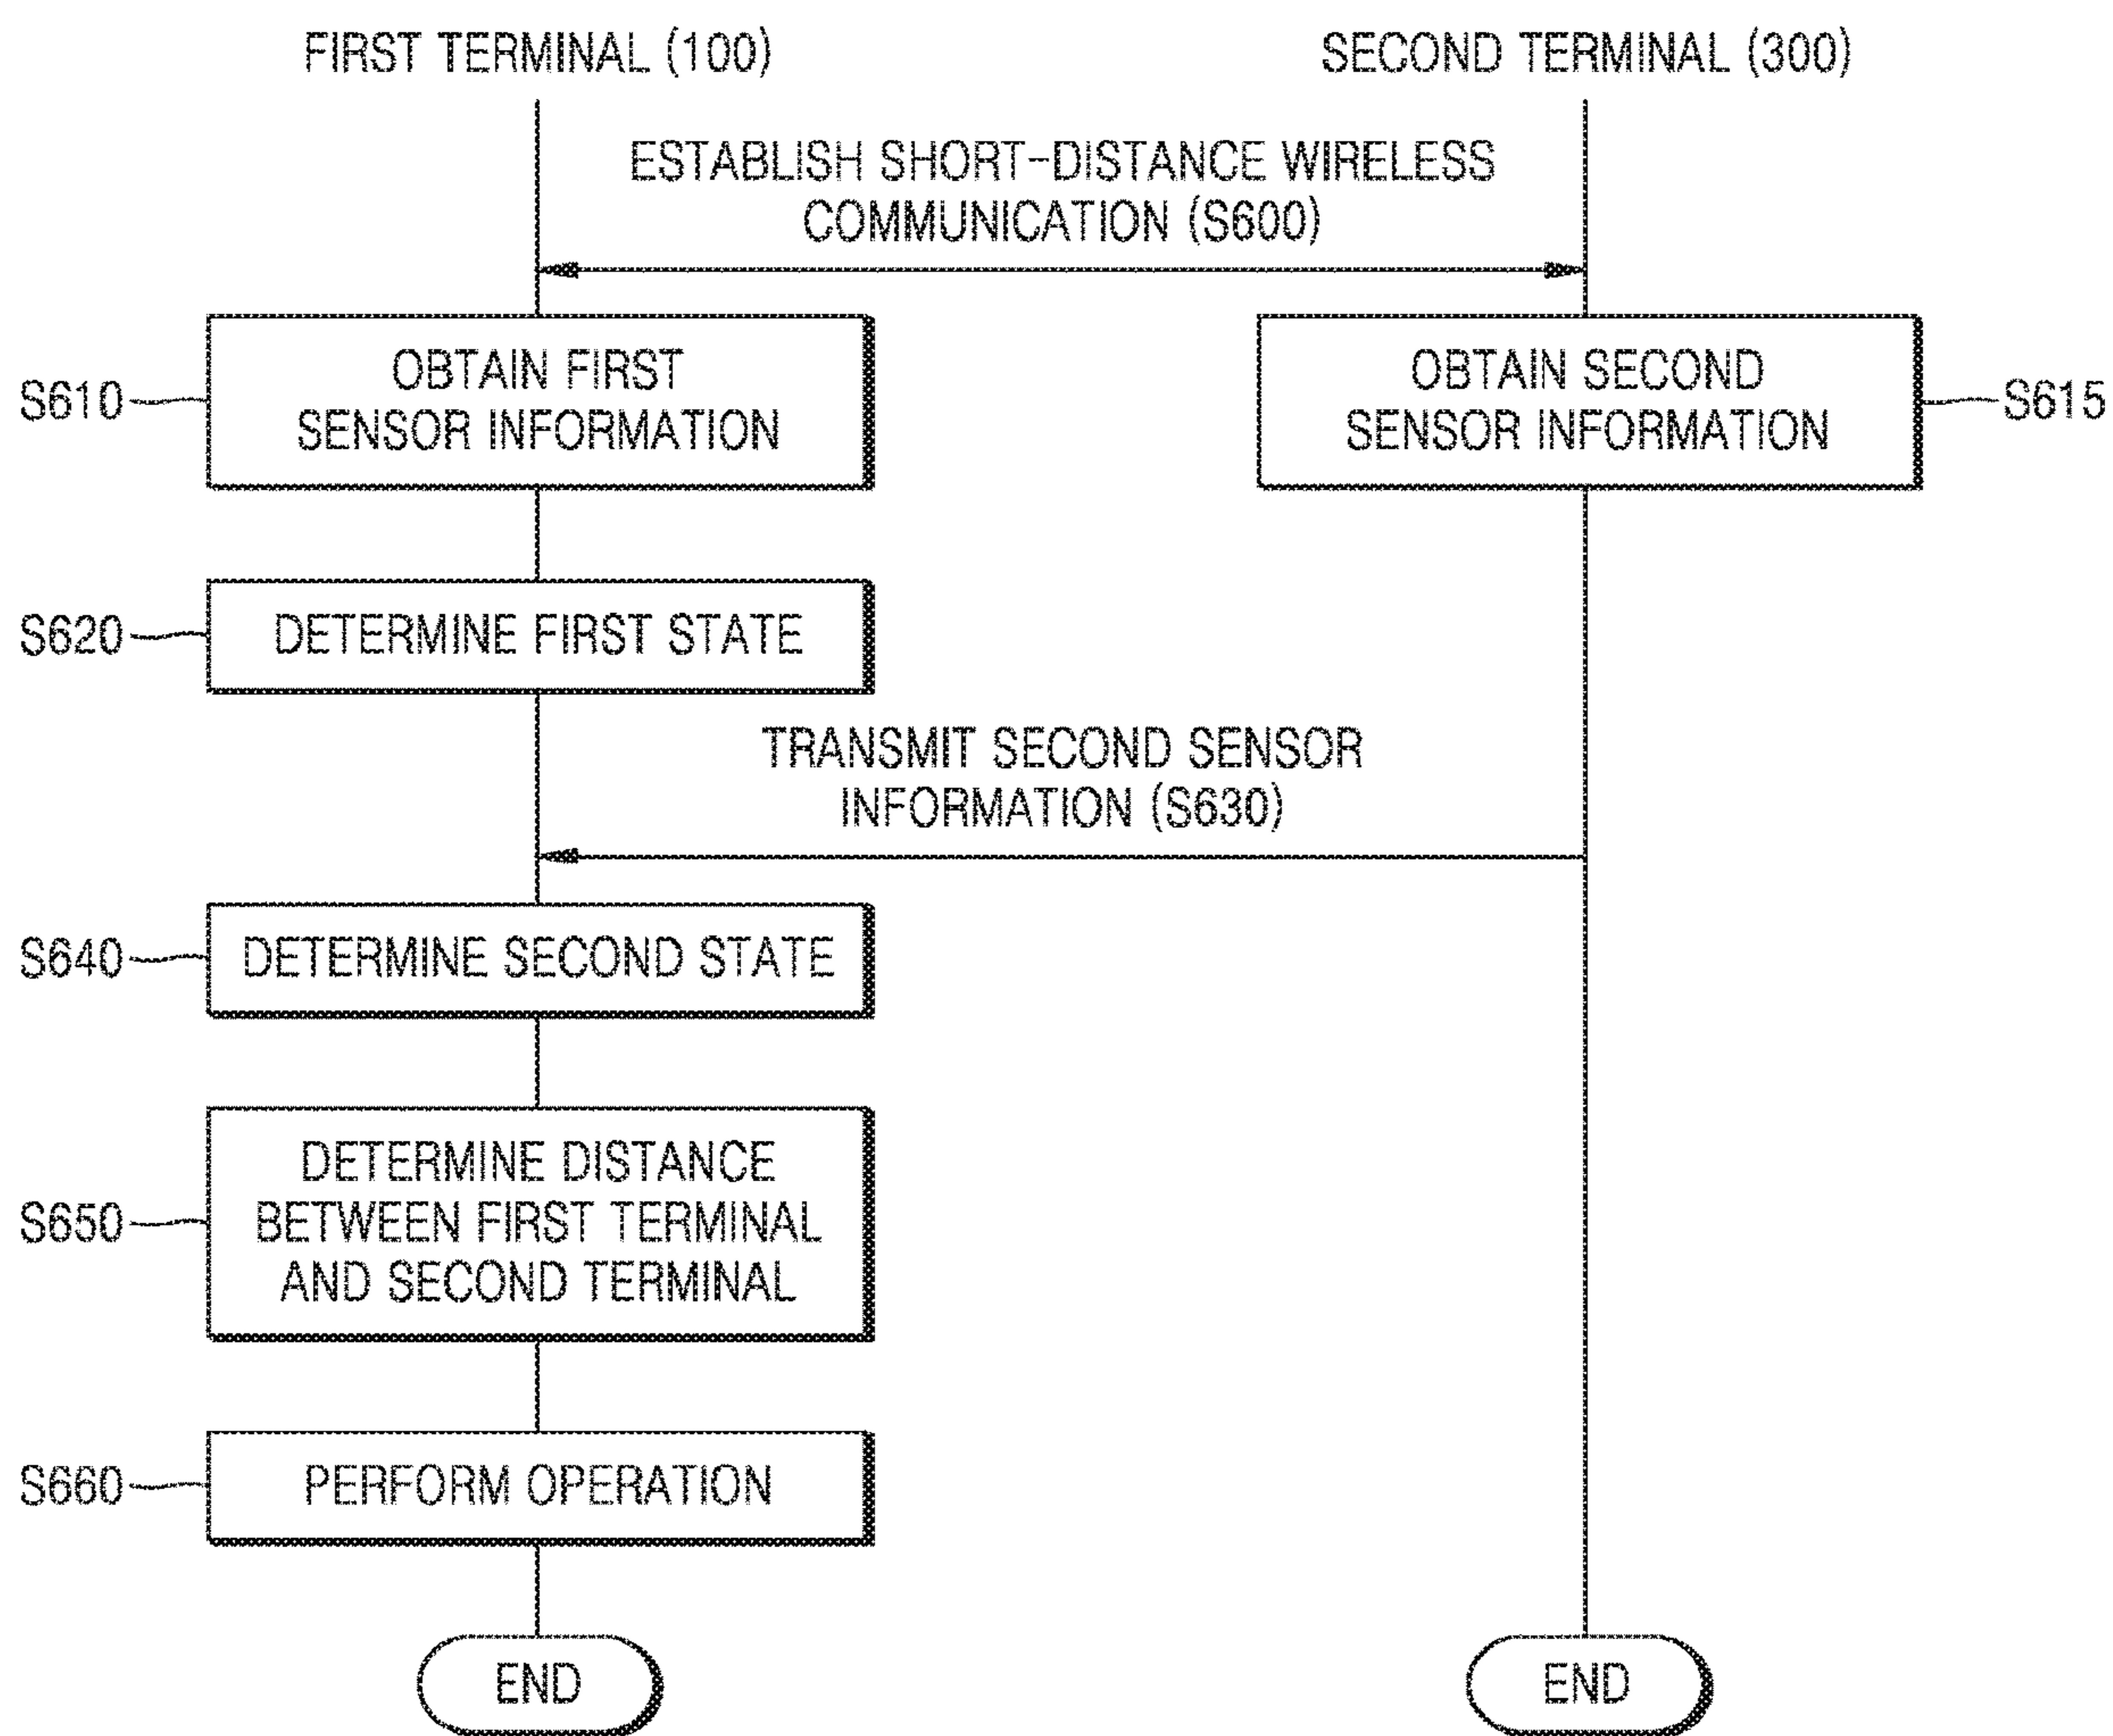 FIRST TERMINAL (100)
SECOND TERMINAL (300)
ESTABLISH SHORT-DISTANCE WIRELESS
COMMUNICATION (S600)
S610
OBTAIN FIRST
SENSOR INFORMATION
OBTAIN SECOND
SENSOR INFORMATION
S615
S620
DETERMINE FIRST STATE
TRANSMIT SECOND SENSOR
INFORMATION (S630)
S640
DETERMINE SECOND STATE
S650
DETERMINE DISTANCE
BETWEEN FIRST TERMINAL
AND SECOND TERMINAL
S660
PERFORM OPERATION
END
END